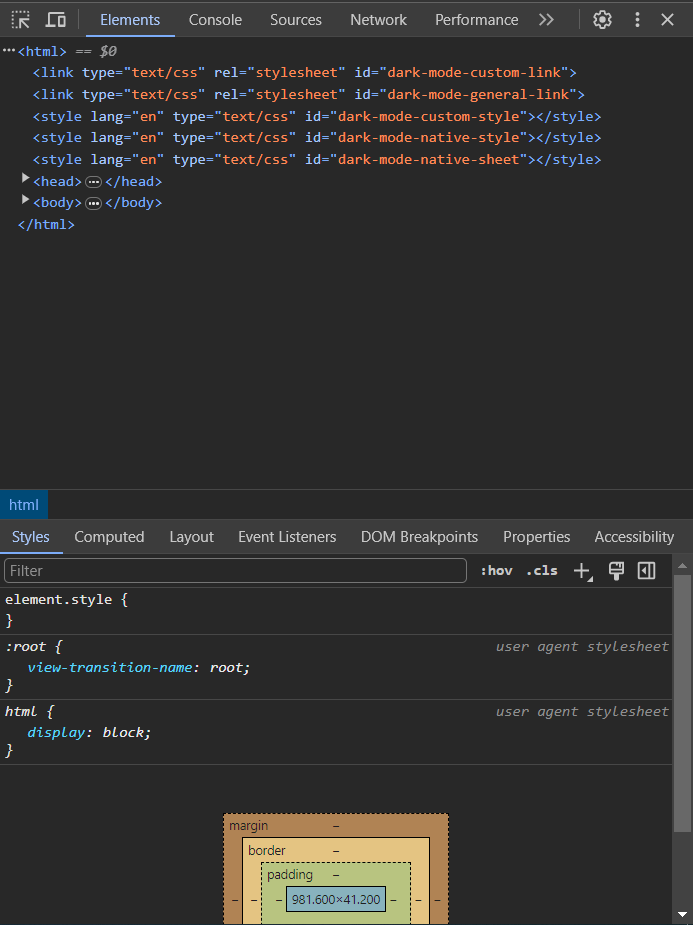 Elements Console Sources Network Performance
<html> == $0
<link type="text/css" rel="stylesheet" id="dark-mode-custom-link">
<link type="text/css" rel="stylesheet" id="dark-mode-general-link">
<style lang="en" type="text/css" id="dark-mode-custom-style"></style>
<style lang="en" type="text/css" id="dark-mode-native-style"></style>
<style lang="en" type="text/css" id="dark-mode-native-sheet"></style>
<head> … </head>
<body> … </body>
</html>
html
Styles Computed Layout Event Listeners DOM Breakpoints Properties Accessibility
Filter :hov .cls
element.style {
}
:root { user agent stylesheet
view-transition-name: root;
}
html { user agent stylesheet
display: block;
}
margin –
border –
padding –
– – – 981.600×41.200 – – –